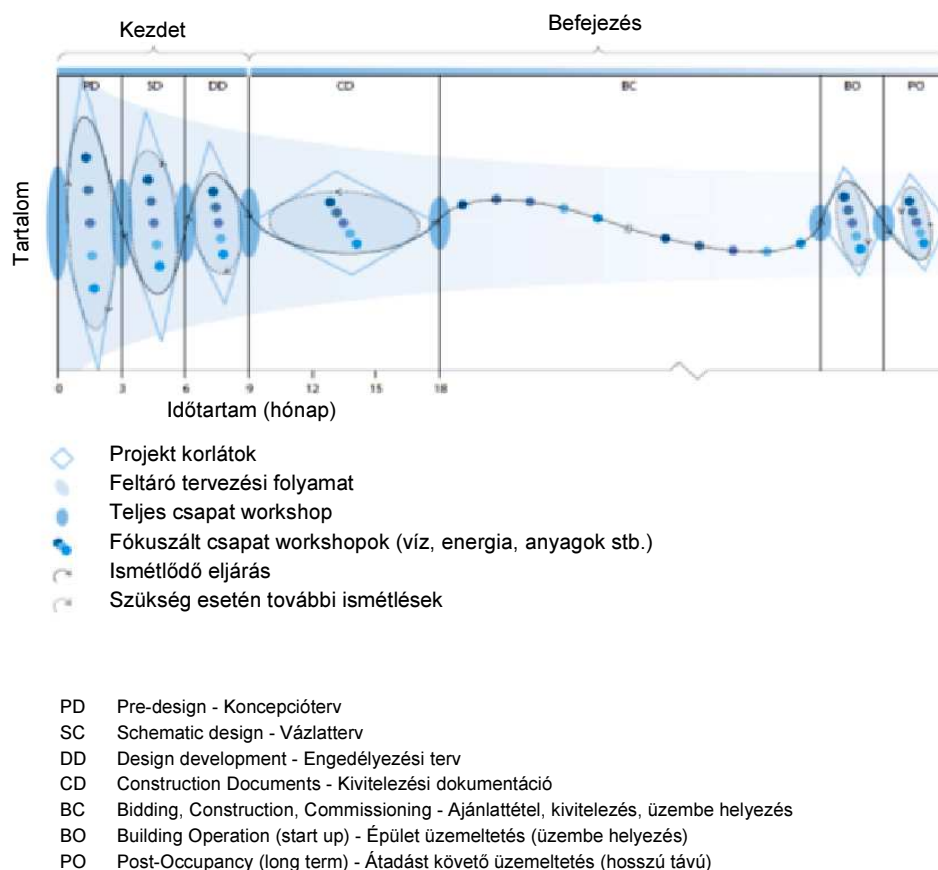 Kezdet
Befejezés
PD SD DD CD BC BO PO
Tartalom
0 3 6 9 12 15 18
Időtartam (hónap)
Projekt korlátok
Feltáró tervezési folyamat
Teljes csapat workshop
Fókuszált csapat workshopok (víz, energia, anyagok stb.)
Ismétlődő eljárás
Szükség esetén további ismétlések
PD Pre-design - Koncepcióterv
SC Schematic design - Vázlatterv
DD Design development - Engedélyezési terv
CD Construction Documents - Kivitelezési dokumentáció
BC Bidding, Construction, Commissioning - Ajánlattétel, kivitelezés, üzembe helyezés
BO Building Operation (start up) - Épület üzemeltetés (üzembe helyezés)
PO Post-Occupancy (long term) - Átadást követő üzemeltetés (hosszú távú)